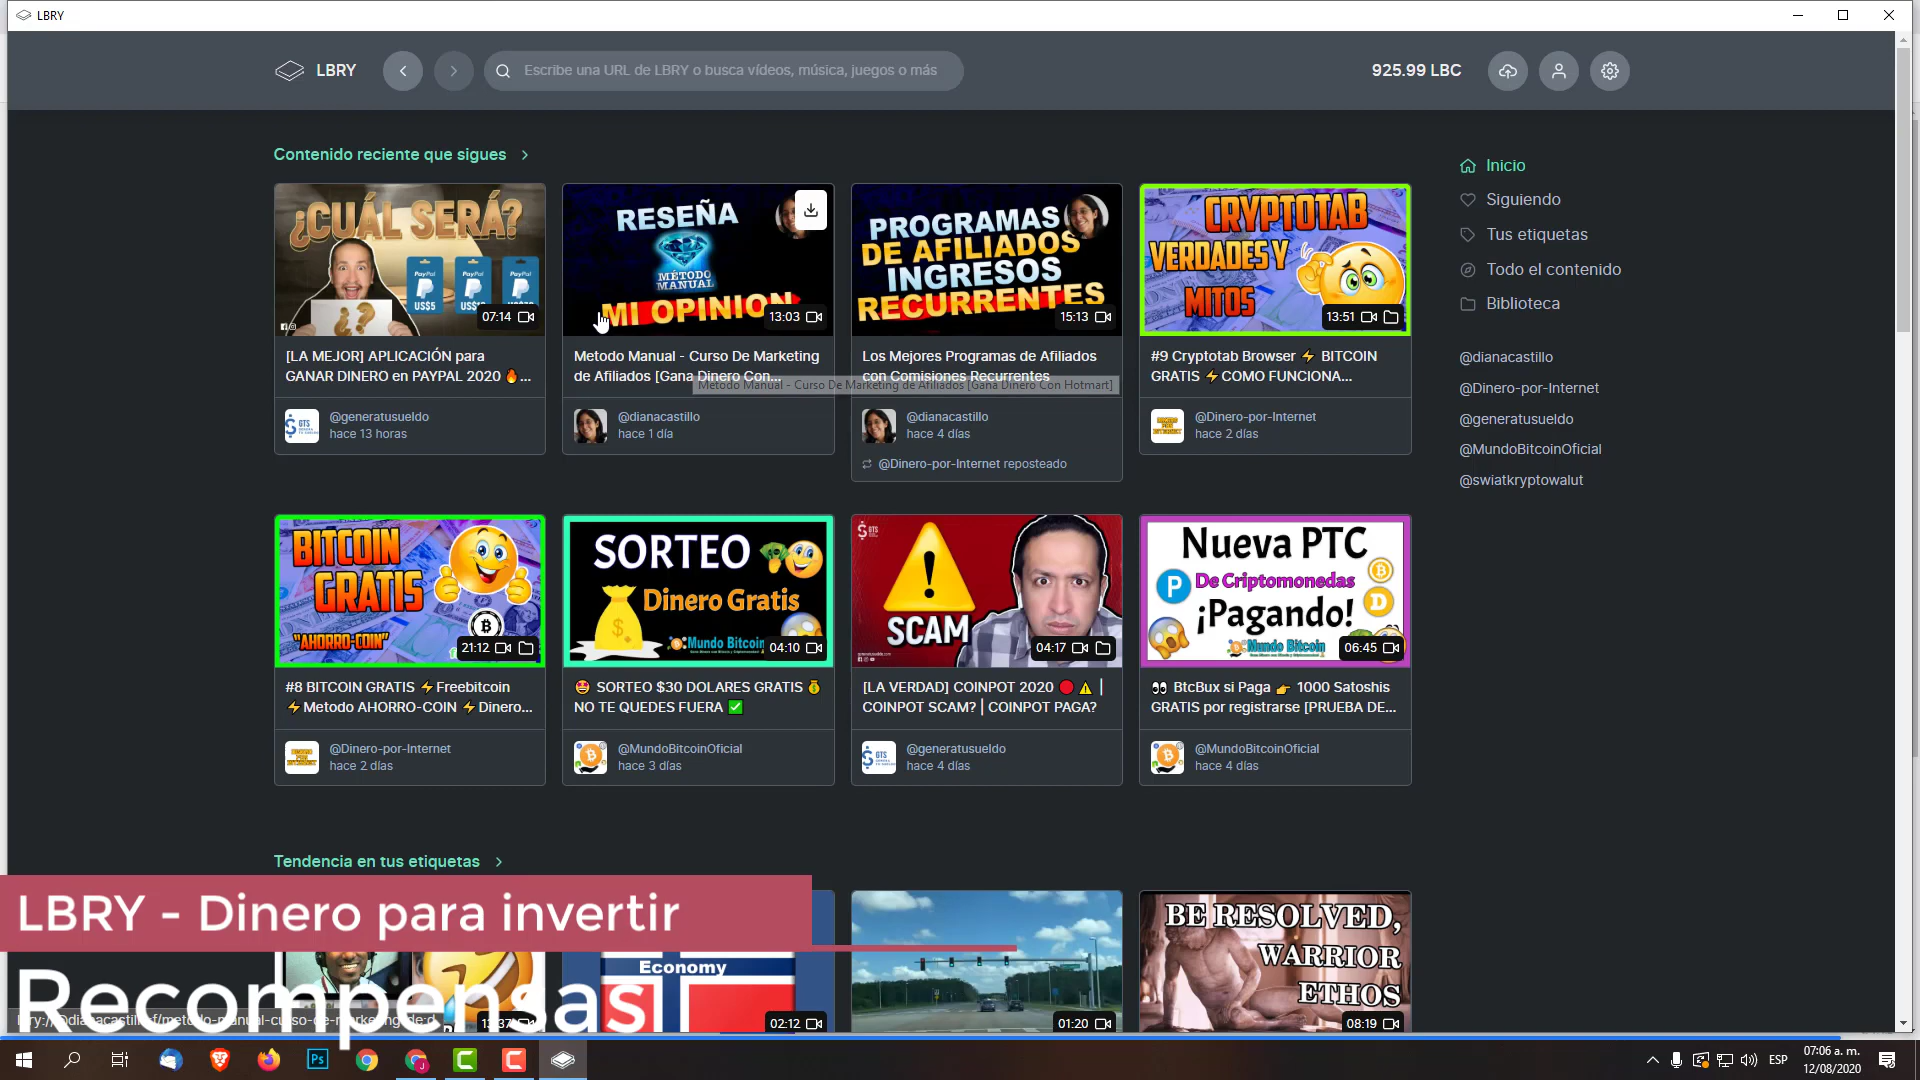 LBRY
LBRY
Escribe una URL de LBRY o busca vídeos, música, juegos o más
925.99 LBC
Contenido reciente que sigues
¿CUÁL SERÁ?
PayPal
US$5
PayPal
PayPal
07:14
[LA MEJOR] APLICACIÓN para
GANAR DINERO en PAYPAL 2020 🔥...
@generatusueldo
hace 13 horas
RESEÑA
MÉTODO
MANUAL
MI OPINION
13:03
Metodo Manual - Curso De Marketing
de Afiliados [Gana Dinero Con...
Metodo Manual - Curso De Marketing de Afiliados [Gana Dinero Con Hotmart]
@dianacastillo
hace 1 día
PROGRAMAS
DE AFILIADOS
INGRESOS
RECURRENTES
15:13
Los Mejores Programas de Afiliados
con Comisiones Recurrentes
@dianacastillo
hace 4 días
@Dinero-por-Internet reposteado
CRYPTOTAB
VERDADES Y
MITOS
13:51
#9 Cryptotab Browser ⚡ BITCOIN
GRATIS ⚡COMO FUNCIONA...
@Dinero-por-Internet
hace 2 días
Inicio
Siguiendo
Tus etiquetas
Todo el contenido
Biblioteca
@dianacastillo
@Dinero-por-Internet
@generatusueldo
@MundoBitcoinOficial
@swiatkryptowalut
BITCOIN
GRATIS
"AHORRO-COIN"
21:12
#8 BITCOIN GRATIS ⚡Freebitcoin
⚡Metodo AHORRO-COIN ⚡Dinero...
@Dinero-por-Internet
hace 2 días
SORTEO
Dinero Gratis
Mundo Bitcoin
04:10
🤩 SORTEO $30 DOLARES GRATIS 💰
NO TE QUEDES FUERA ✅
@MundoBitcoinOficial
hace 3 días
GTS
SCAM
04:17
[LA VERDAD] COINPOT 2020 🔴⚠️ |
COINPOT SCAM? | COINPOT PAGA?
@generatusueldo
hace 4 días
Nueva PTC
De Criptomonedas
¡Pagando!
Mundo Bitcoin
06:45
👀 BtcBux si Paga 👉 1000 Satoshis
GRATIS por registrarse [PRUEBA DE...
@MundoBitcoinOficial
hace 4 días
Tendencia en tus etiquetas
LBRY - Dinero para invertir
Recompensas
Economy
02:12
01:20
BE RESOLVED,
WARRIOR
ETHOS
08:19
ESP
07:06 a. m.
12/08/2020